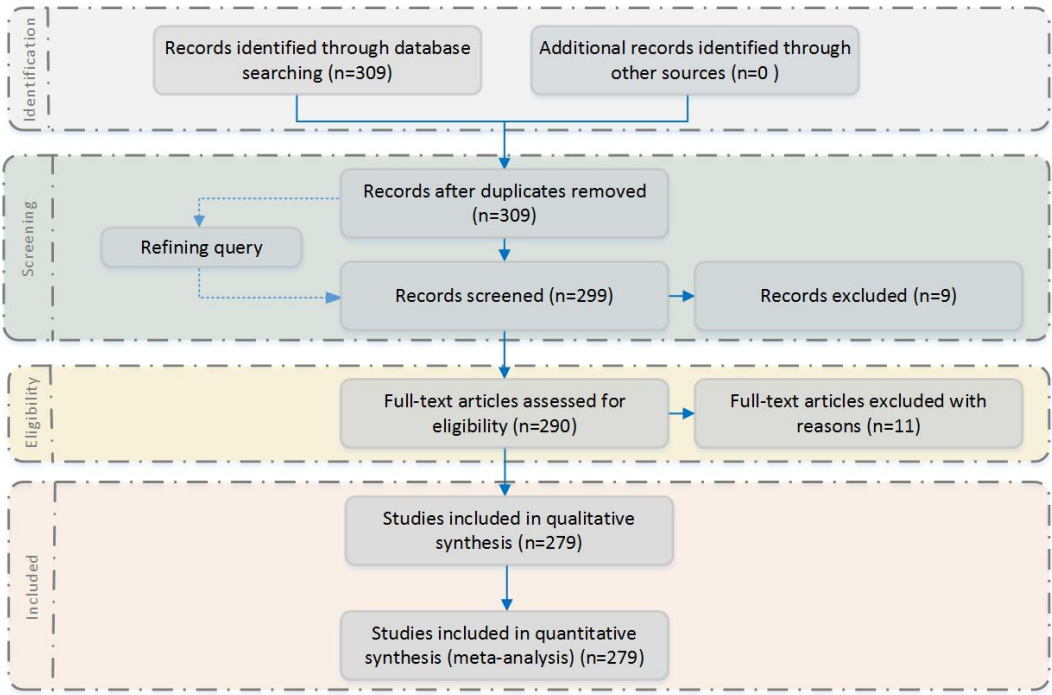 Identification
Records identified through database
searching (n=309)
Additional records identified through
other sources (n=0 )
Screening
Records after duplicates removed
(n=309)
Refining query
Records screened (n=299)
Records excluded (n=9)
Eligibility
Full-text articles assessed for
eligibility (n=290)
Full-text articles excluded with
reasons (n=11)
Included
Studies included in qualitative
synthesis (n=279)
Studies included in quantitative
synthesis (meta-analysis) (n=279)